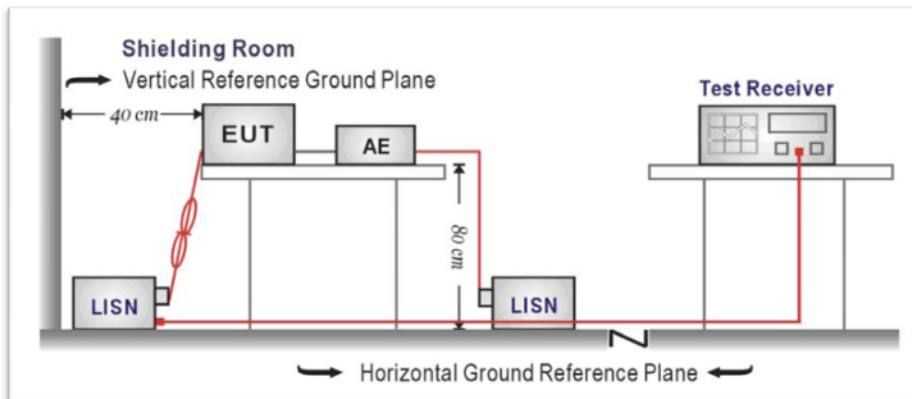 Shielding Room
Vertical Reference Ground Plane
40 cm
EUT
AE
Test Receiver
80 cm
LISN
LISN
Horizontal Ground Reference Plane